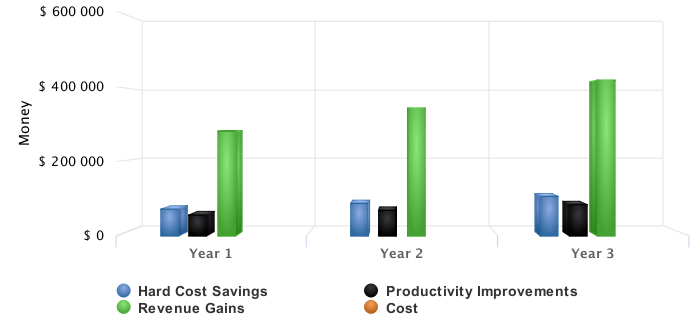 $ 600 000
$ 400 000
$ 200 000
$ 0
Money
Year 1
Year 2
Year 3
Hard Cost Savings
Productivity Improvements
Revenue Gains
Cost